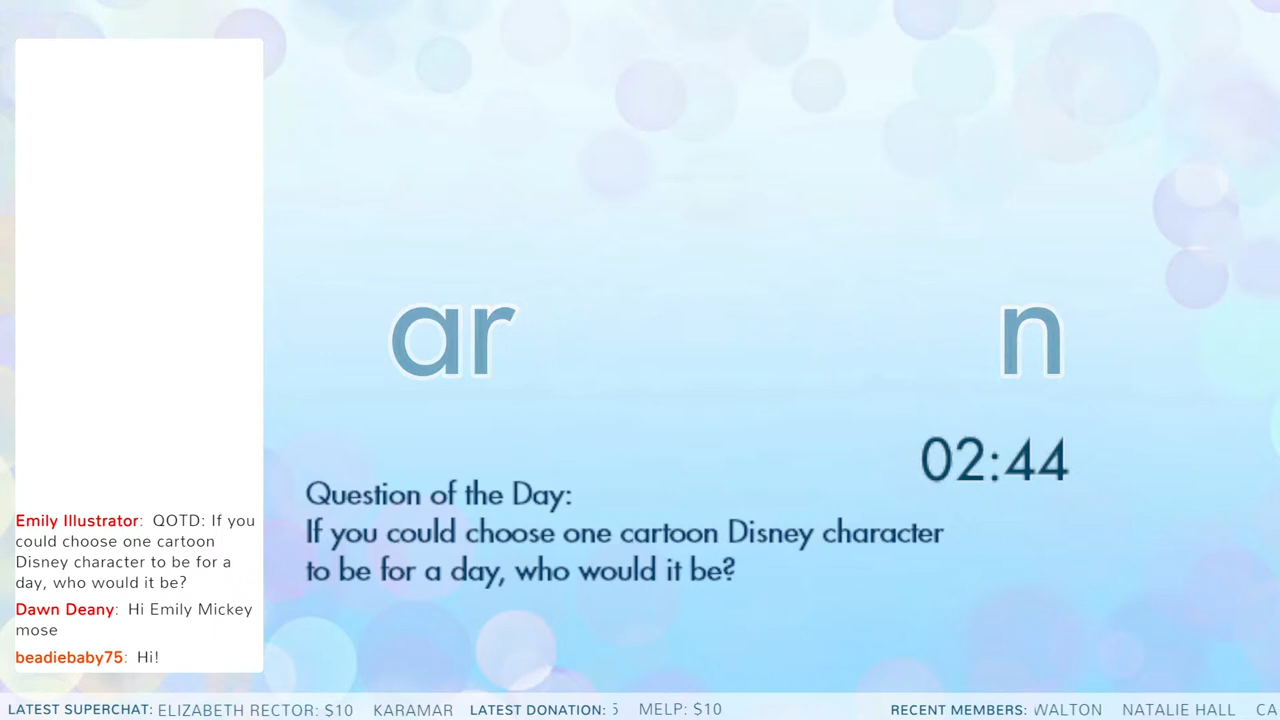 ar n
02:44
Question of the Day:
If you could choose one cartoon Disney character
to be for a day, who would it be?
Emily Illustrator: QOTD: If you
could choose one cartoon
Disney character to be for a
day, who would it be?
Dawn Deany: Hi Emily Mickey
mose
beadiebaby75: Hi!
LATEST SUPERCHAT: ELIZABETH RECTOR: $10 KARAMAR LATEST DONATION: 5 MELP: $10 RECENT MEMBERS: WALTON NATALIE HALL CA